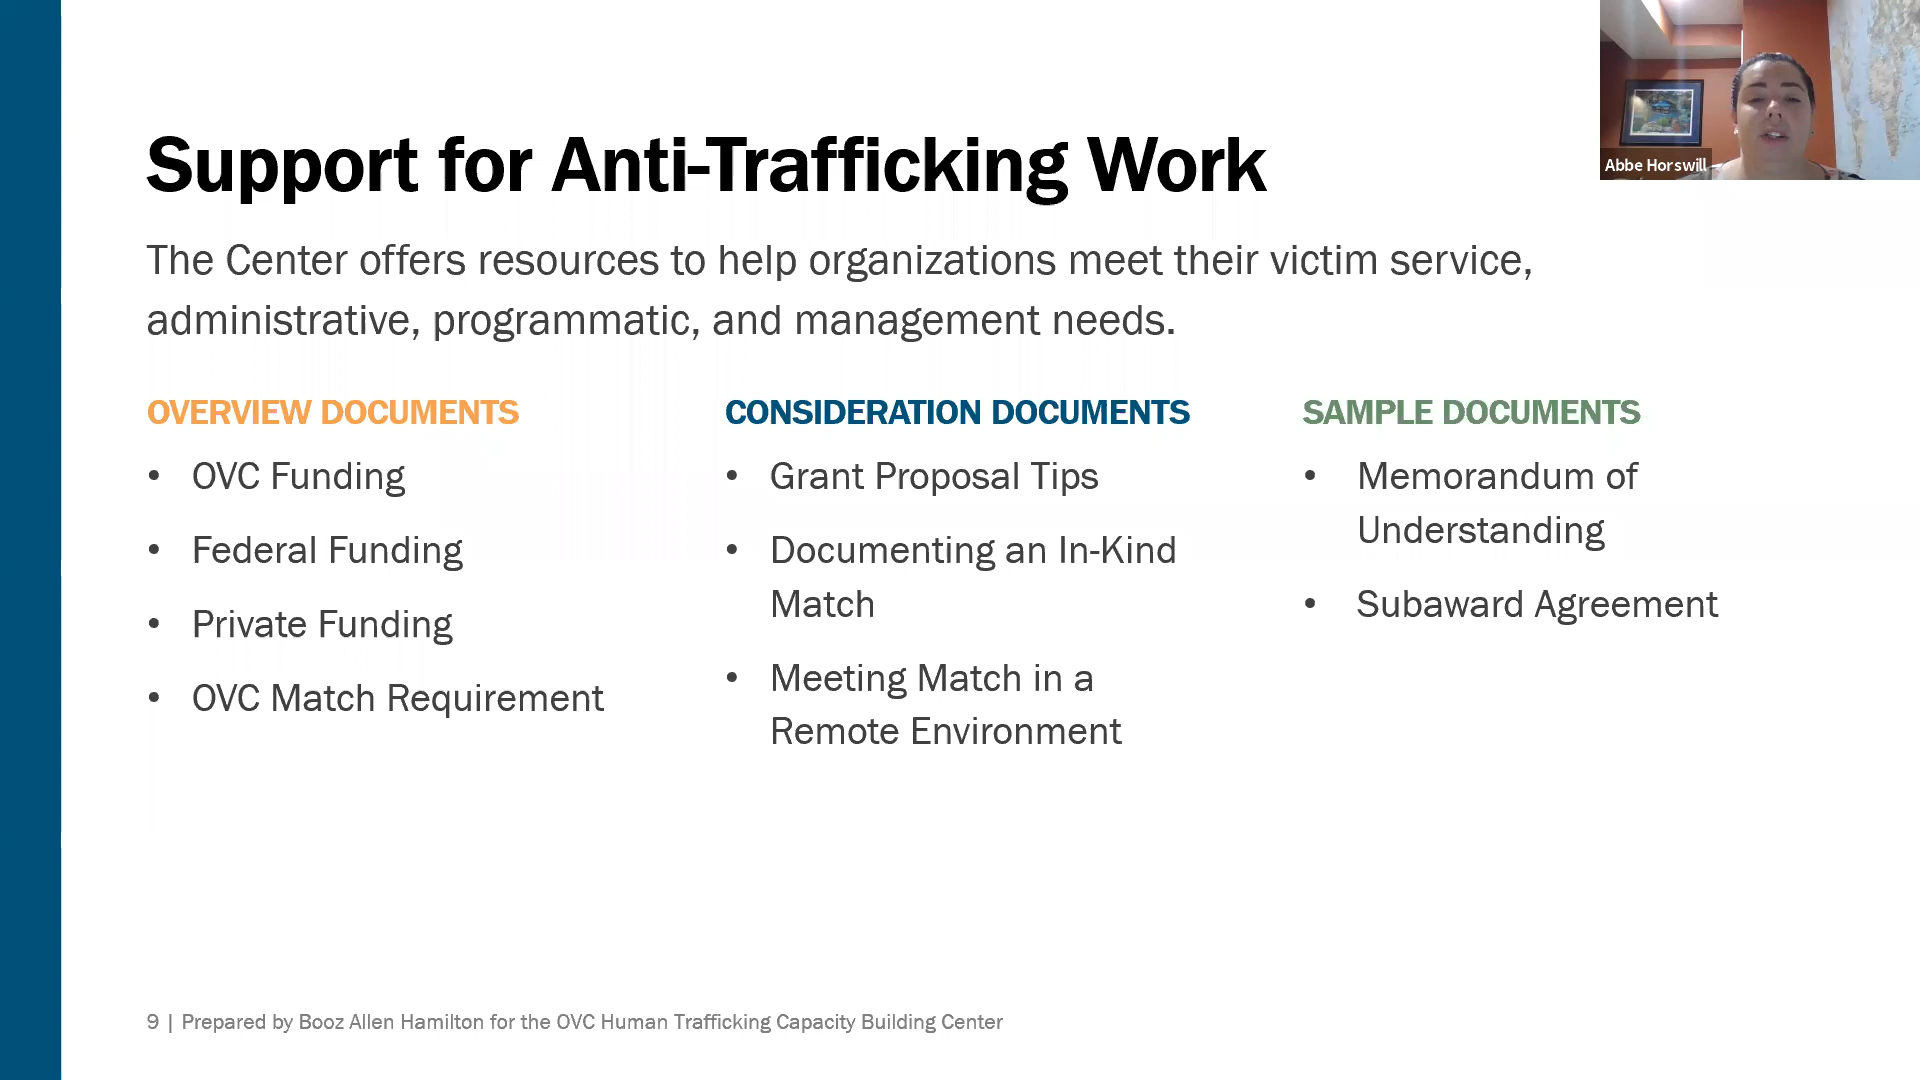 Support for Anti-Trafficking Work
Abbe Horswill
The Center offers resources to help organizations meet their victim service,
administrative, programmatic, and management needs.
OVERVIEW DOCUMENTS
• OVC Funding
• Federal Funding
• Private Funding
• OVC Match Requirement
CONSIDERATION DOCUMENTS
• Grant Proposal Tips
• Documenting an In-Kind
Match
• Meeting Match in a
Remote Environment
SAMPLE DOCUMENTS
• Memorandum of
Understanding
• Subaward Agreement
9 | Prepared by Booz Allen Hamilton for the OVC Human Trafficking Capacity Building Center